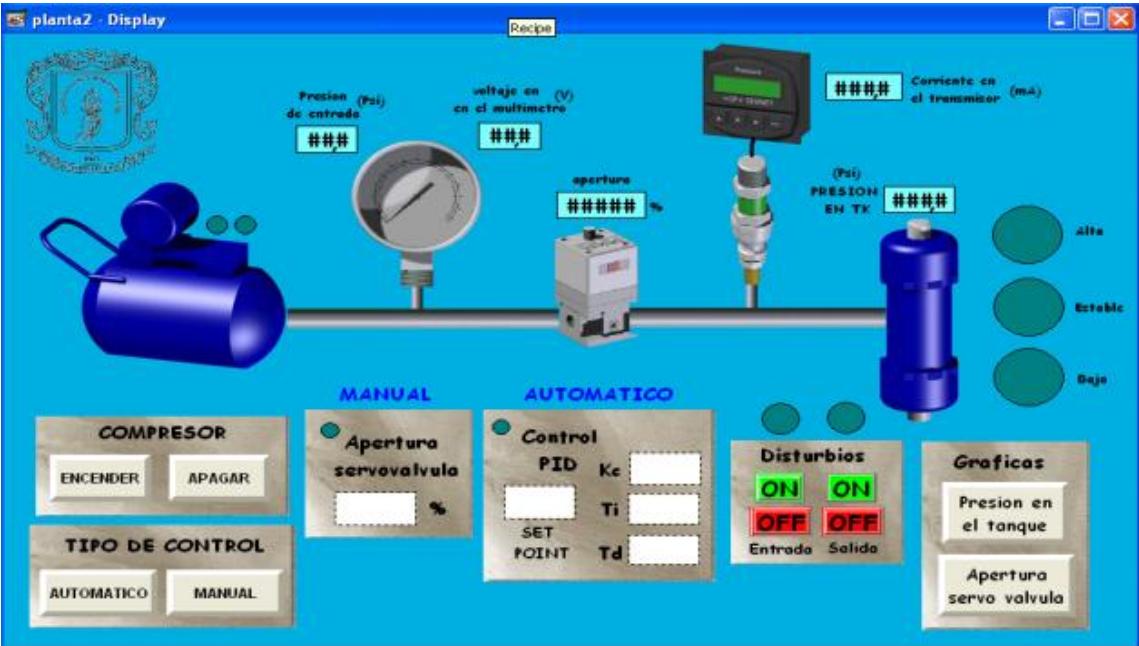 planta2 - Display
Recipe
Presion (Psi)
de entrada
##,#
voltaje en (V)
en el multimetro
##,#
###,#
Corriente en (mA)
el transmisor
apertura
##### %
(Psi)
PRESION
EN TK
###,#
Alta
Estable
Baja
MANUAL
Apertura
servovalvula
%
AUTOMATICO
Control
PID
Kc
Ti
SET
POINT
Td
COMPRESOR
ENCENDER
APAGAR
TIPO DE CONTROL
AUTOMATICO
MANUAL
Disturbios
ON ON
OFF OFF
Entrada Salida
Graficas
Presion en
el tanque
Apertura
servo valvula